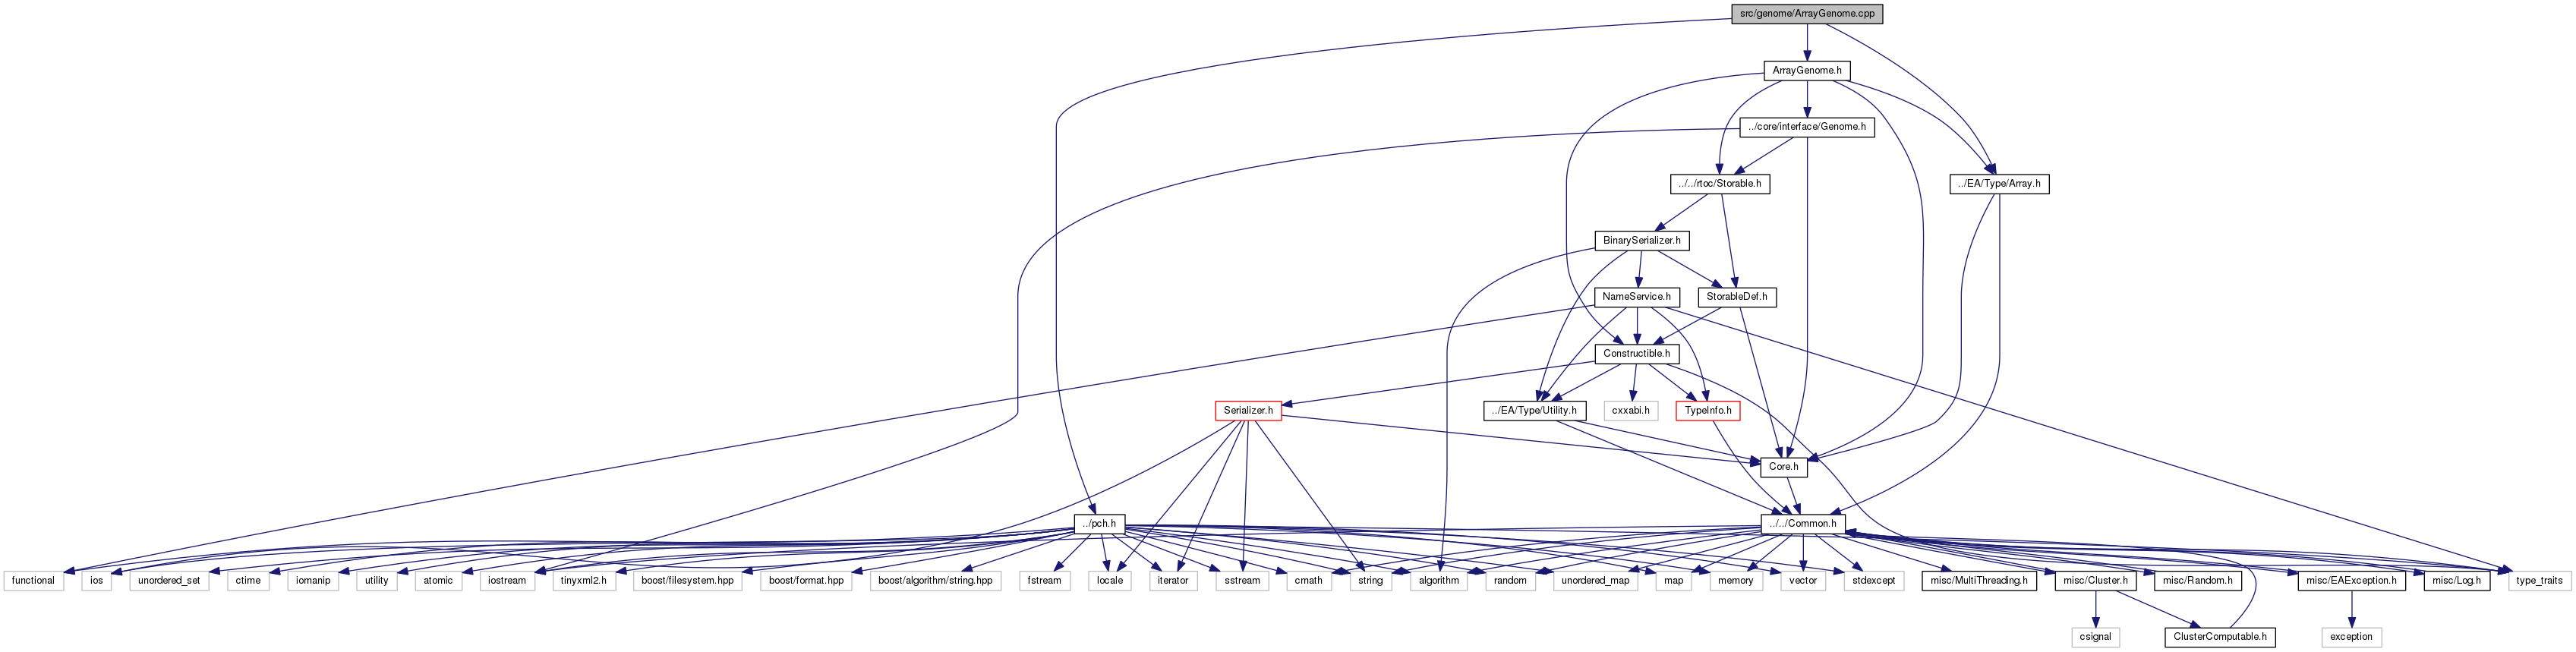 src/genome/ArrayGenome.cpp
ArrayGenome.h
../core/interface/Genome.h
../../rtoc/Storable.h
../EA/Type/Array.h
BinarySerializer.h
NameService.h
StorableDef.h
Constructible.h
Serializer.h
../EA/Type/Utility.h
cxxabi.h
TypeInfo.h
Core.h
../pch.h
../../Common.h
functional
ios
unordered_set
ctime
iomanip
utility
atomic
iostream
tinyxml2.h
boost/filesystem.hpp
boost/format.hpp
boost/algorithm/string.hpp
fstream
locale
iterator
sstream
cmath
string
algorithm
random
unordered_map
map
memory
vector
stdexcept
misc/MultiThreading.h
misc/Cluster.h
misc/Random.h
misc/EAException.h
misc/Log.h
type_traits
csignal
ClusterComputable.h
exception